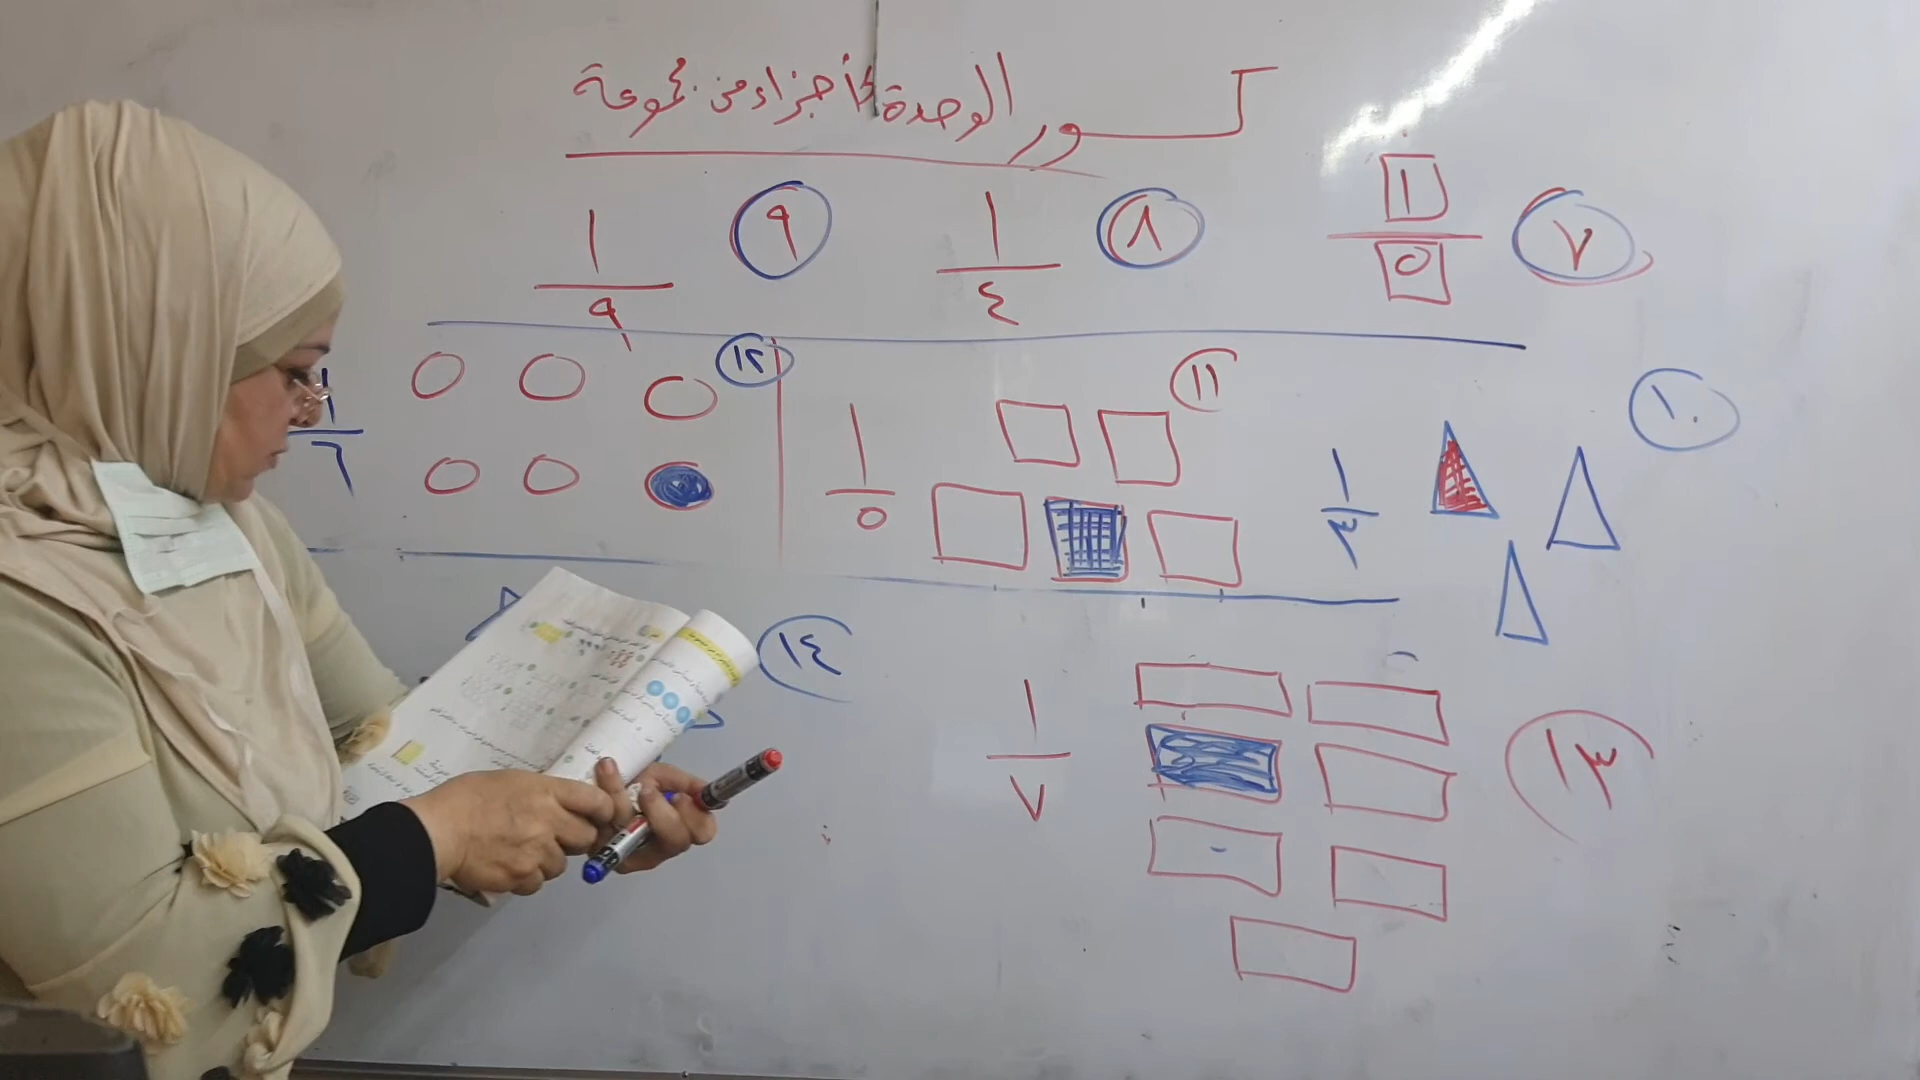 كسور الوحدة كأجزاء من مجموعة
٧ ١/٥ ٨ ١/٤ ٩ ١/٩
١٠ ١/٣ ١١ ١/٥ ١٢ ١/٦
١٣ ١/٧ ١٤